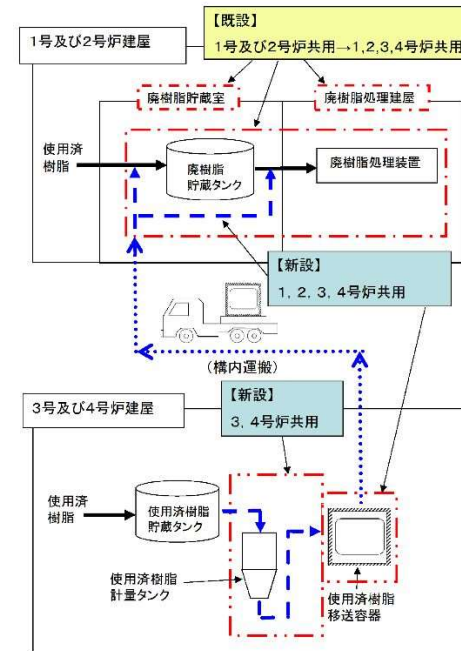 【既設】
1号及び2号炉共用→1,2,3,4号炉共用
1号及び2号炉建屋
廃樹脂貯蔵室
廃樹脂処理建屋
使用済
樹脂
廃樹脂
貯蔵タンク
廃樹脂処理装置
【新設】
1, 2, 3, 4号炉共用
(構内運搬)
3号及び4号炉建屋
【新設】
3, 4号炉共用
使用済
樹脂
使用済樹脂
貯蔵タンク
使用済樹脂
計量タンク
使用済樹脂
移送容器